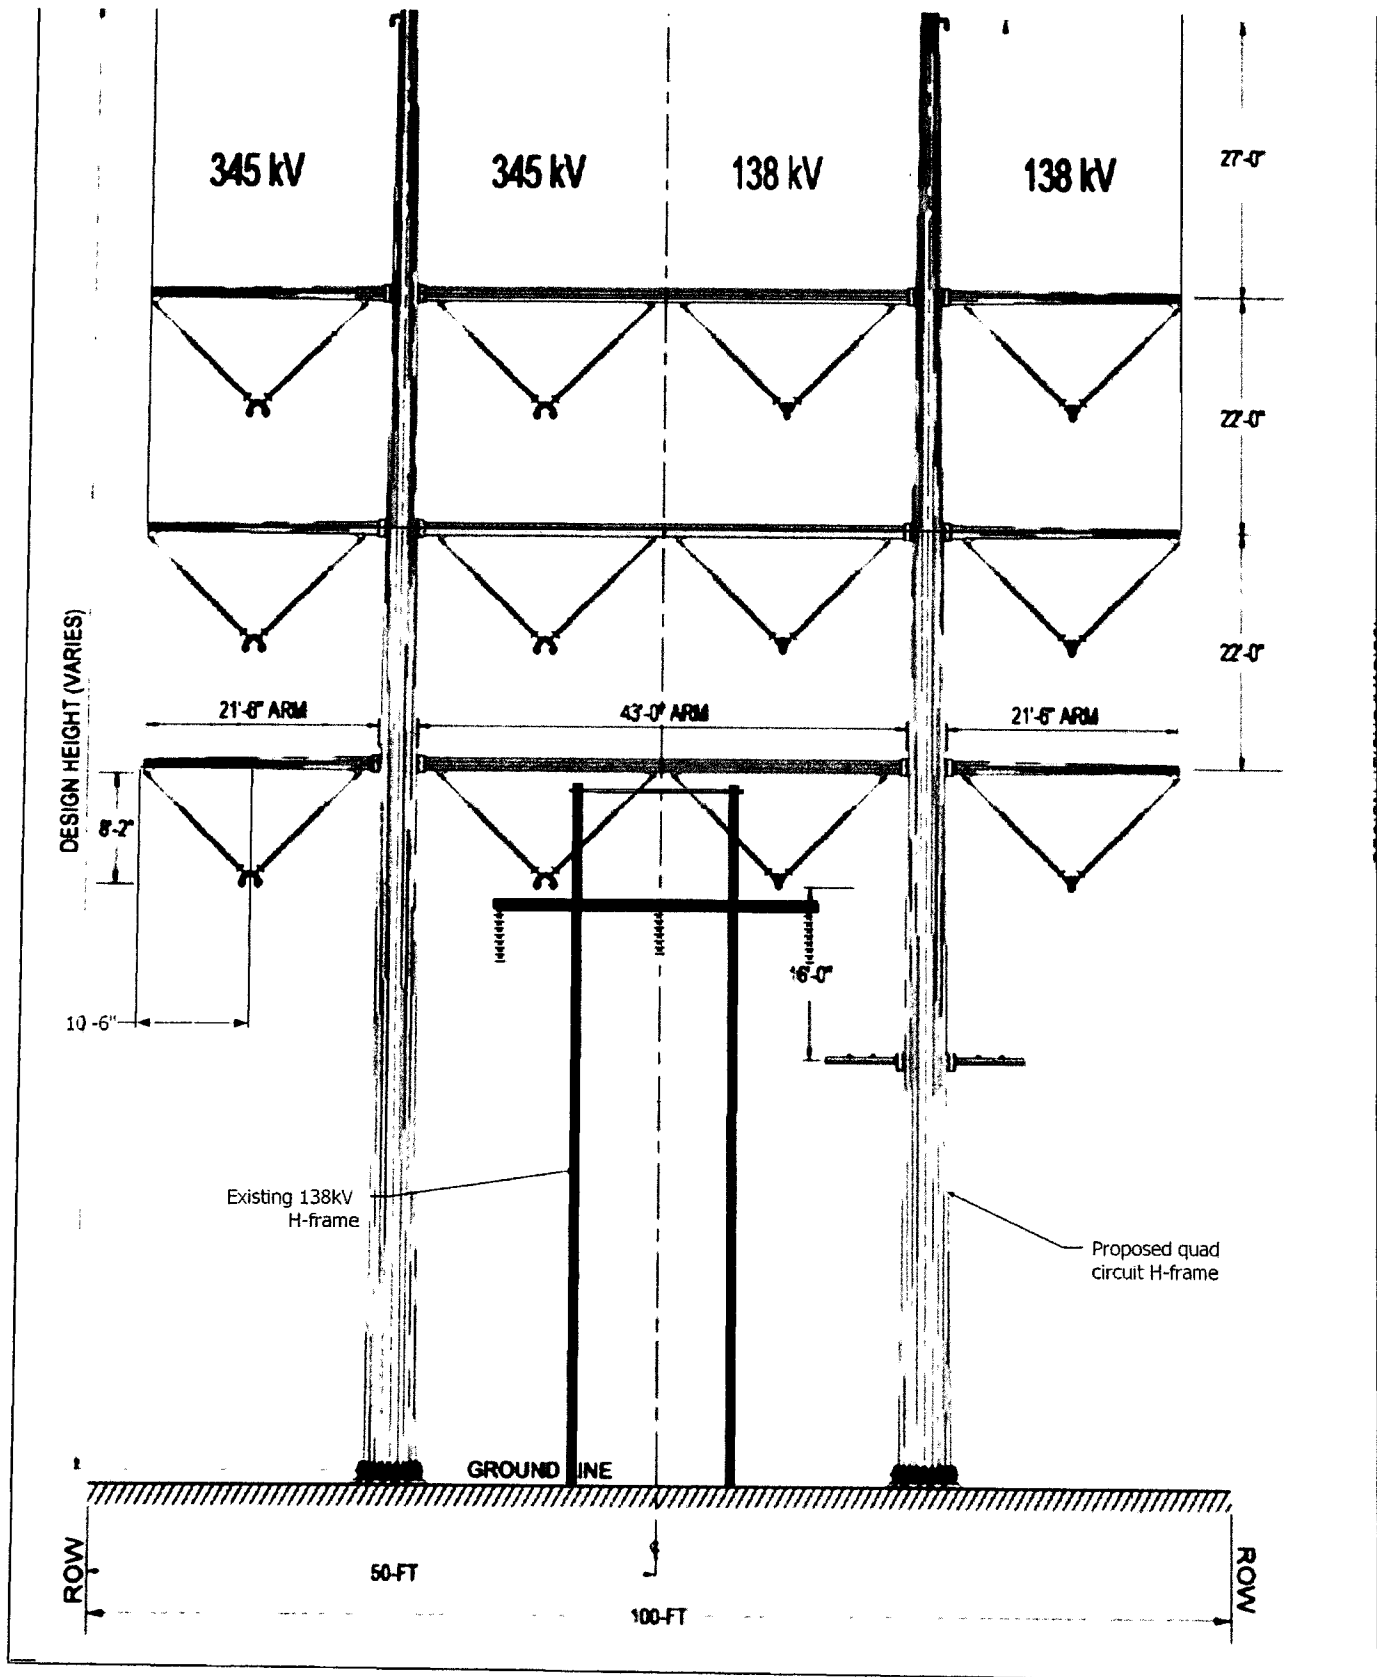 345 kV
345 kV
138 kV
138 kV
27'-0"
22'-0"
22'-0"
DESIGN HEIGHT (VARIES)
21'-6" ARM
43'-0" ARM
21'-6" ARM
8'-2"
16'-0"
10 -6"
Existing 138kV
H-frame
Proposed quad
circuit H-frame
GROUND LINE
ROW
50-FT
100-FT
ROW